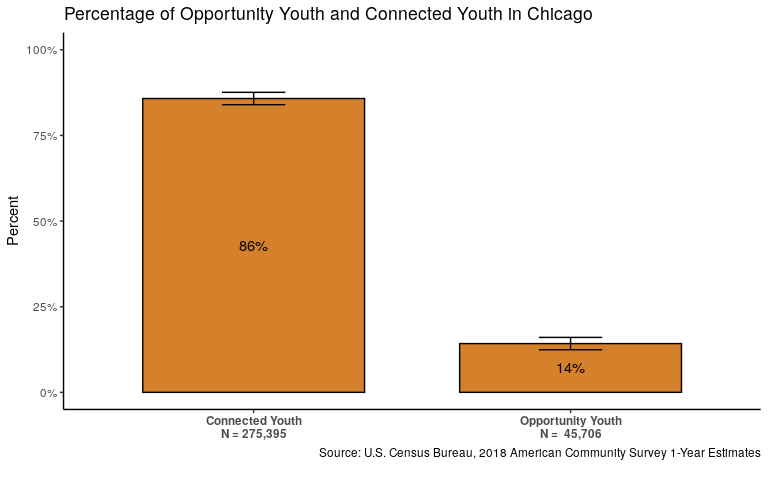 Percentage of Opportunity Youth and Connected Youth in Chicago
100%
75%
50%
25%
0%
Percent
86%
14%
Connected Youth
N = 275,395
Opportunity Youth
N =  45,706
Source: U.S. Census Bureau, 2018 American Community Survey 1-Year Estimates